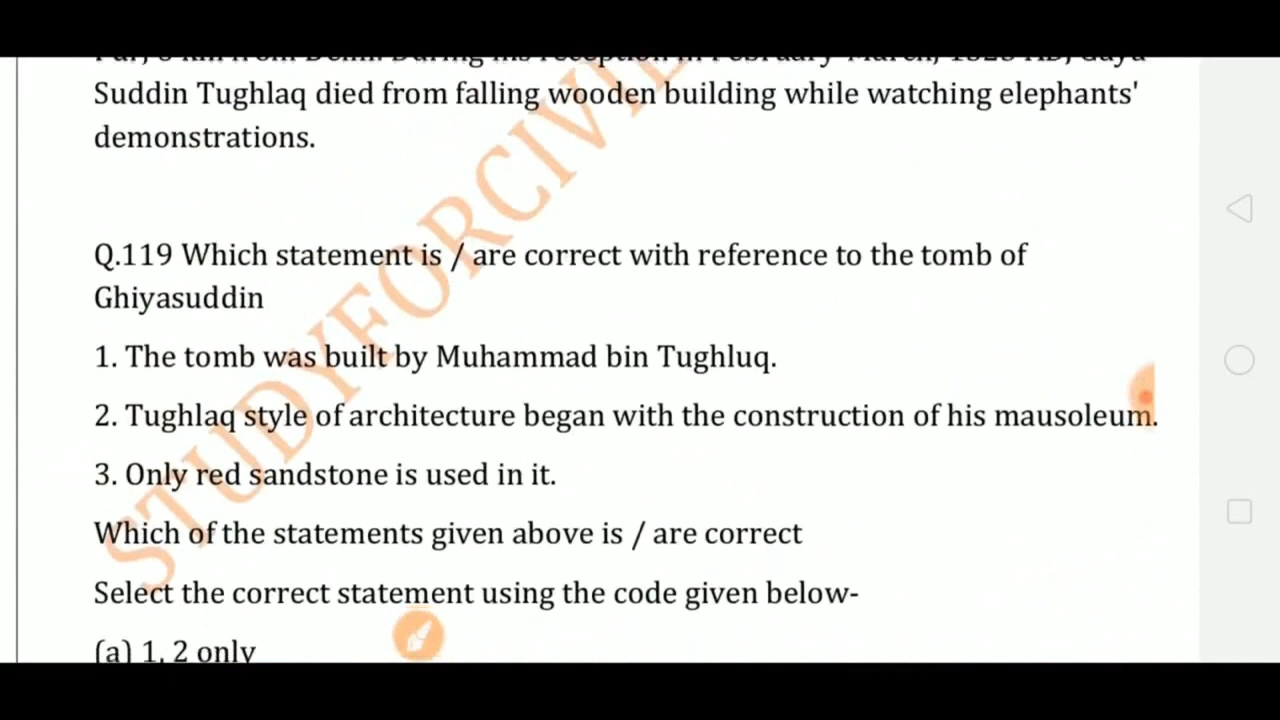 Suddin Tughlaq died from falling wooden building while watching elephants'
demonstrations.
Q.119 Which statement is / are correct with reference to the tomb of
Ghiyasuddin
1. The tomb was built by Muhammad bin Tughluq.
2. Tughlaq style of architecture began with the construction of his mausoleum.
3. Only red sandstone is used in it.
Which of the statements given above is / are correct
Select the correct statement using the code given below-
(a) 1, 2 only
STUDYFORCIVIL